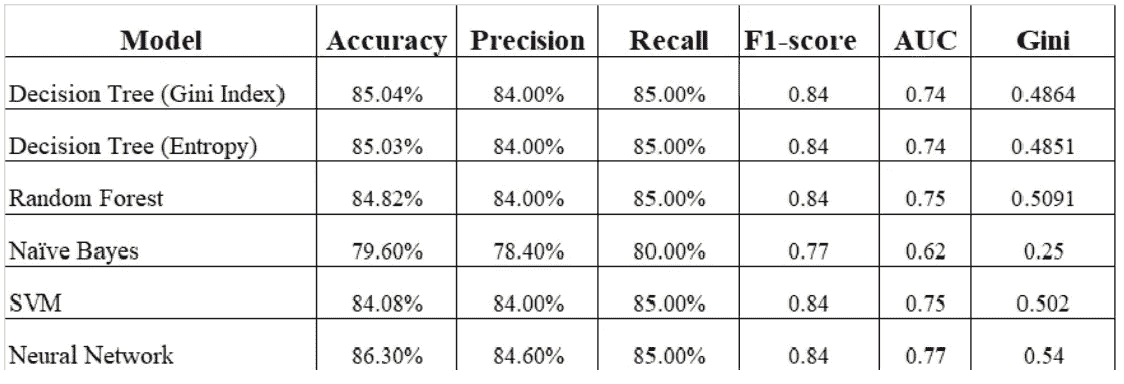 Model Accuracy Precision Recall F1-score AUC Gini
Decision Tree (Gini Index) 85.04% 84.00% 85.00% 0.84 0.74 0.4864
Decision Tree (Entropy) 85.03% 84.00% 85.00% 0.84 0.74 0.4851
Random Forest 84.82% 84.00% 85.00% 0.84 0.75 0.5091
Naïve Bayes 79.60% 78.40% 80.00% 0.77 0.62 0.25
SVM 84.08% 84.00% 85.00% 0.84 0.75 0.502
Neural Network 86.30% 84.60% 85.00% 0.84 0.77 0.54